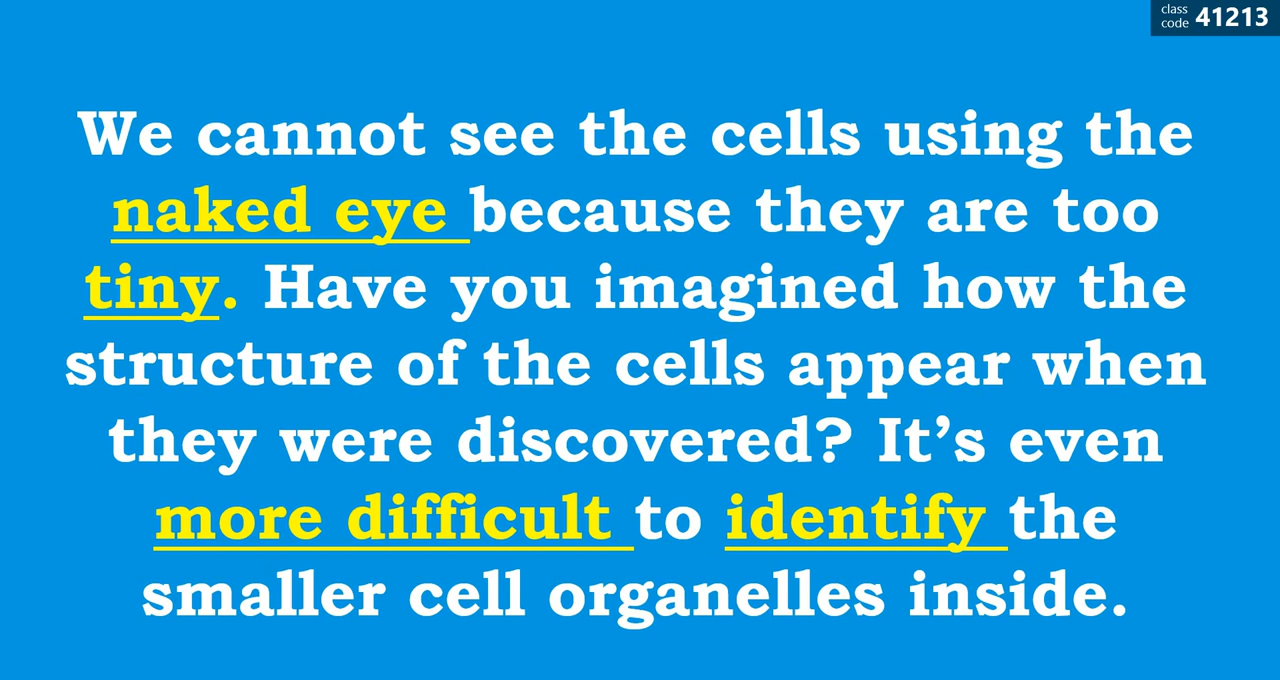 class
code 41213
We cannot see the cells using the
naked eye because they are too
tiny. Have you imagined how the
structure of the cells appear when
they were discovered? It’s even
more difficult to identify the
smaller cell organelles inside.